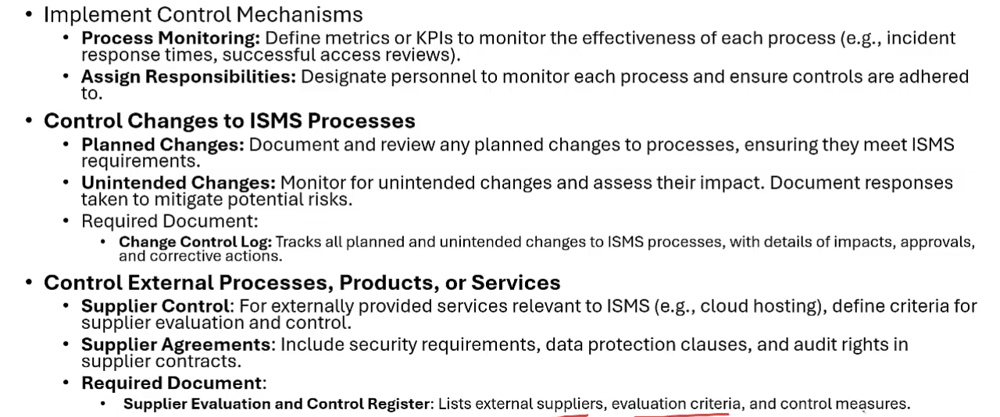 • Implement Control Mechanisms
• Process Monitoring: Define metrics or KPIs to monitor the effectiveness of each process (e.g., incident
response times, successful access reviews).
• Assign Responsibilities: Designate personnel to monitor each process and ensure controls are adhered
to.
• Control Changes to ISMS Processes
• Planned Changes: Document and review any planned changes to processes, ensuring they meet ISMS
requirements.
• Unintended Changes: Monitor for unintended changes and assess their impact. Document responses
taken to mitigate potential risks.
• Required Document:
• Change Control Log: Tracks all planned and unintended changes to ISMS processes, with details of impacts, approvals,
and corrective actions.
• Control External Processes, Products, or Services
• Supplier Control: For externally provided services relevant to ISMS (e.g., cloud hosting), define criteria for
supplier evaluation and control.
• Supplier Agreements: Include security requirements, data protection clauses, and audit rights in
supplier contracts.
• Required Document:
• Supplier Evaluation and Control Register: Lists external suppliers, evaluation criteria, and control measures.